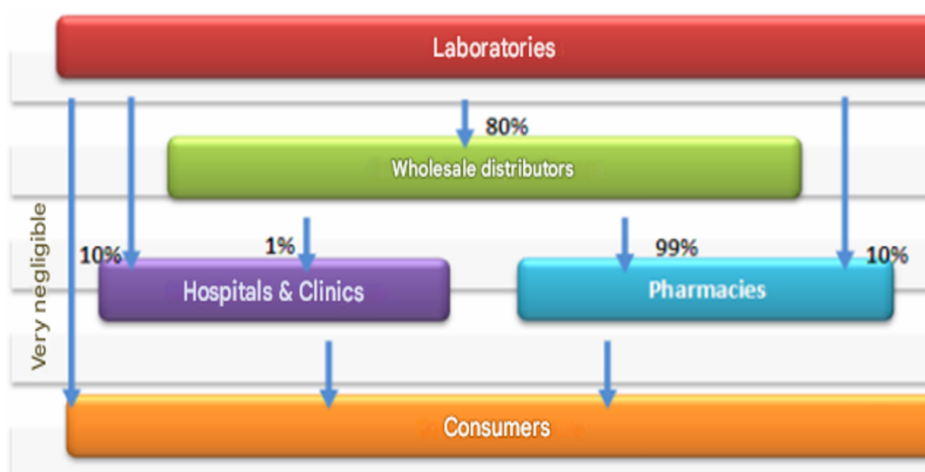 Laboratories
80%
Wholesale distributors
Very negligible
10%
1%
99%
10%
Hospitals & Clinics
Pharmacies
Consumers